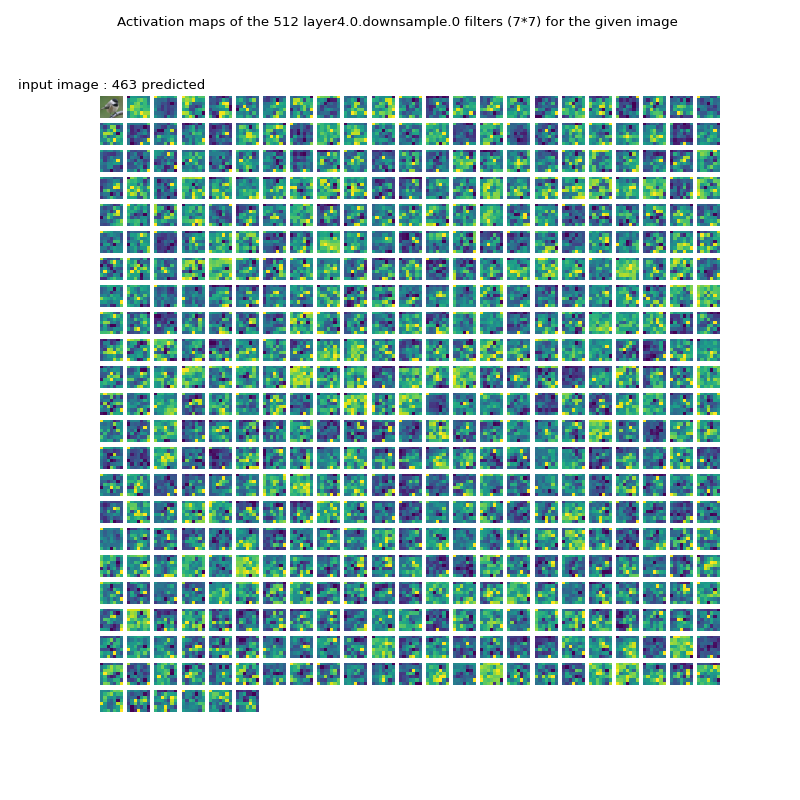 Activation maps of the 512 layer4.0.downsample.0 filters (7*7) for the given image
input image : 463 predicted